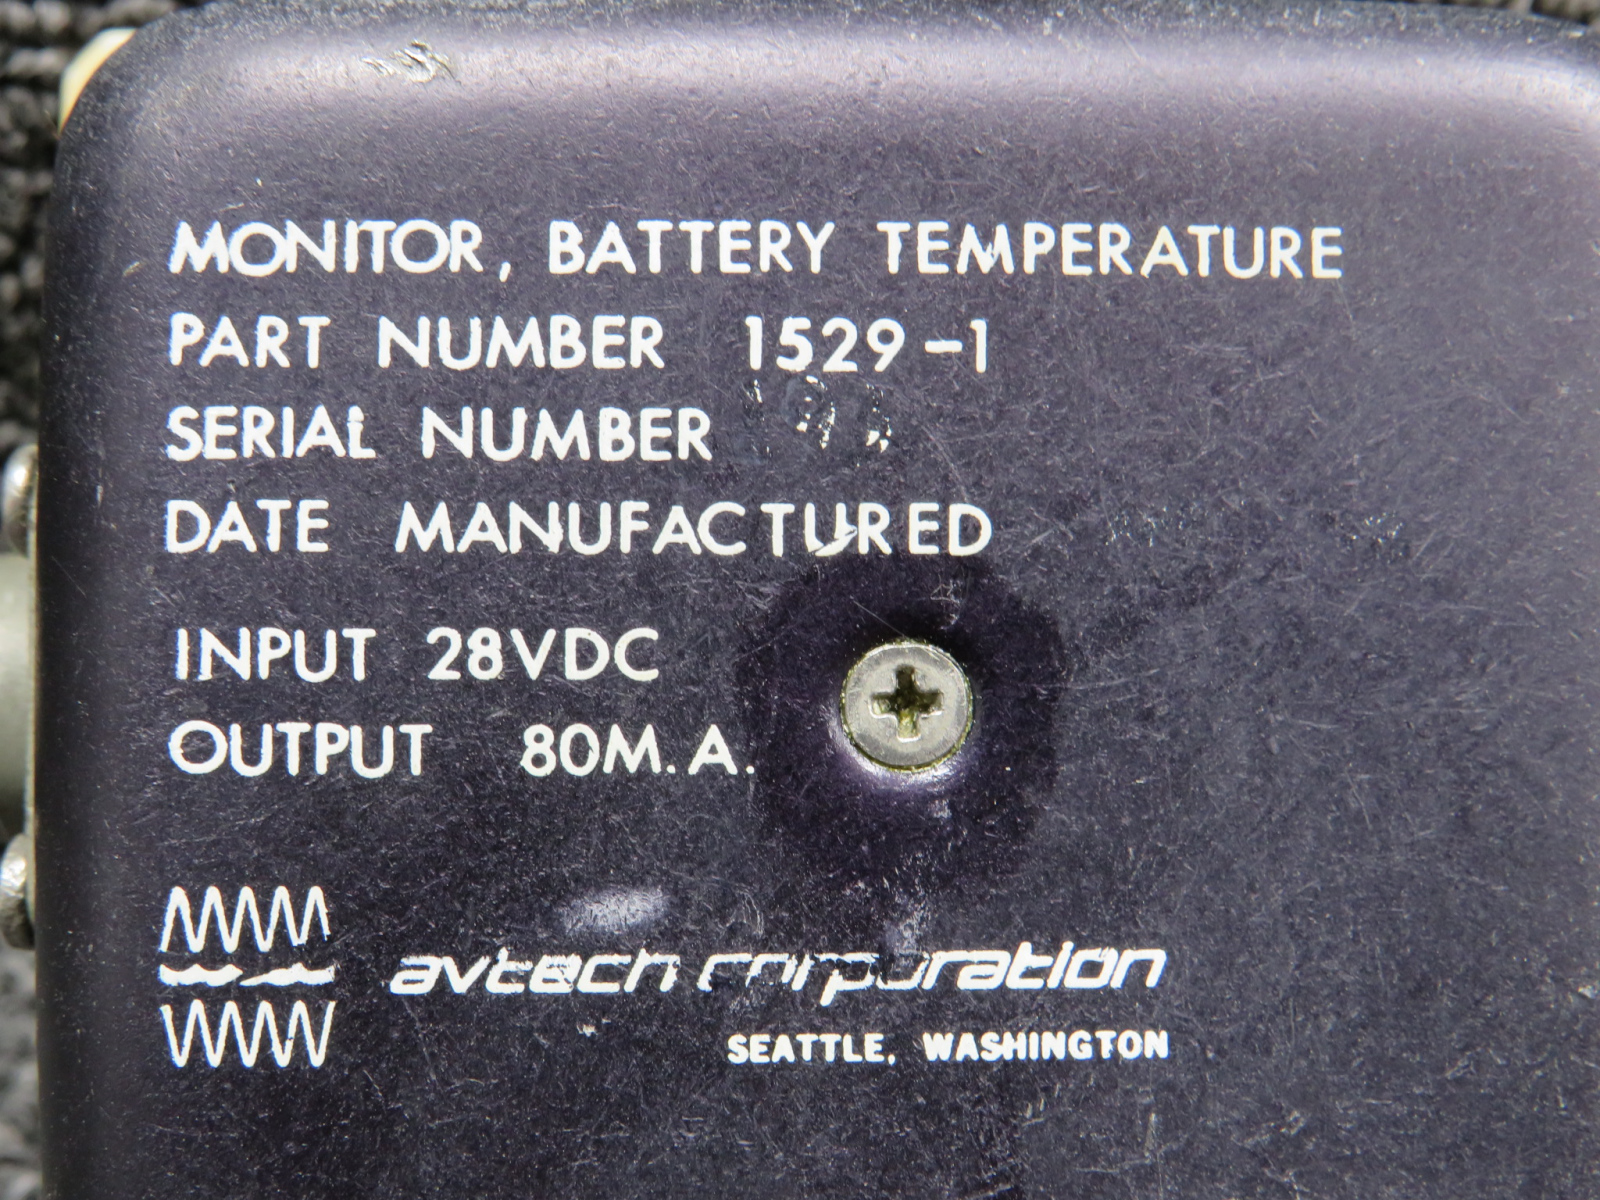 MONITOR, BATTERY TEMPERATURE
PART NUMBER 1529-1
SERIAL NUMBER
DATE MANUFACTURED
INPUT 28VDC
OUTPUT 80M.A.
avtech corporation
SEATTLE, WASHINGTON